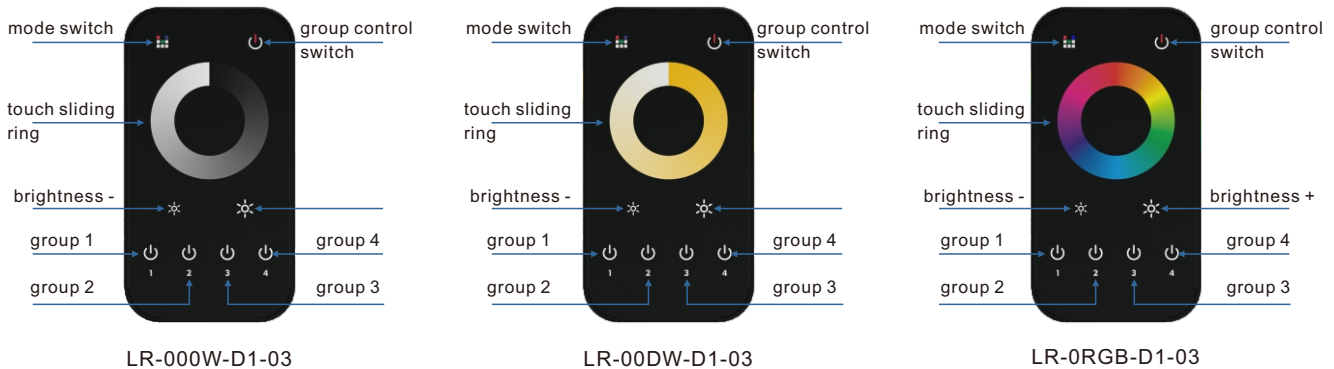 mode switch
group control
switch
touch sliding
ring
brightness -
group 1
group 4
group 2
group 3
1 2 3 4
LR-000W-D1-03
mode switch
group control
switch
touch sliding
ring
brightness -
group 1
group 4
group 2
group 3
1 2 3 4
LR-00DW-D1-03
mode switch
group control
switch
touch sliding
ring
brightness -
brightness +
group 1
group 4
group 2
group 3
1 2 3 4
LR-0RGB-D1-03